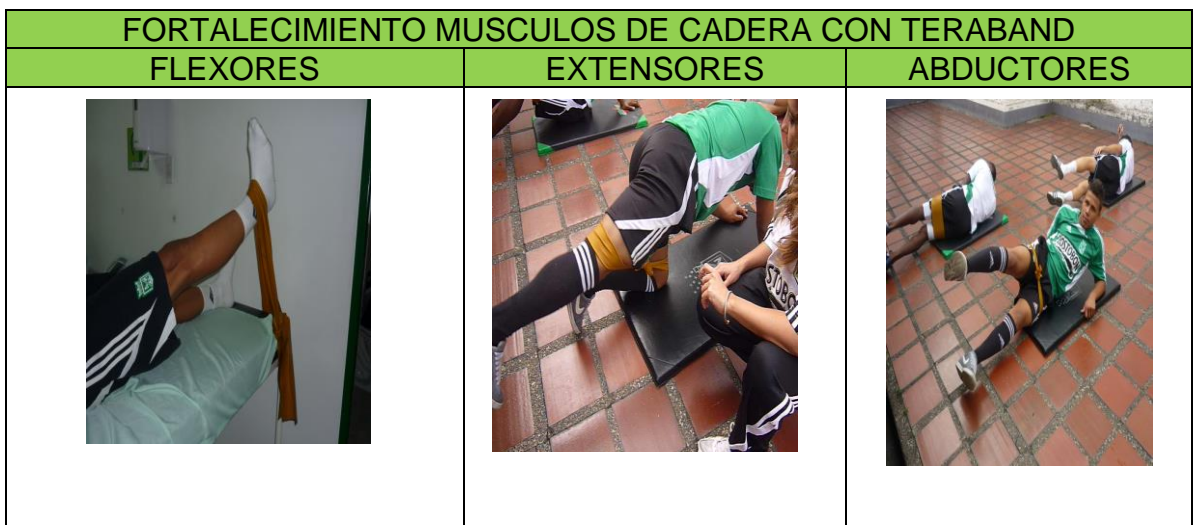 FORTALECIMIENTO MUSCULOS DE CADERA CON TERABAND
FLEXORES
EXTENSORES
ABDUCTORES